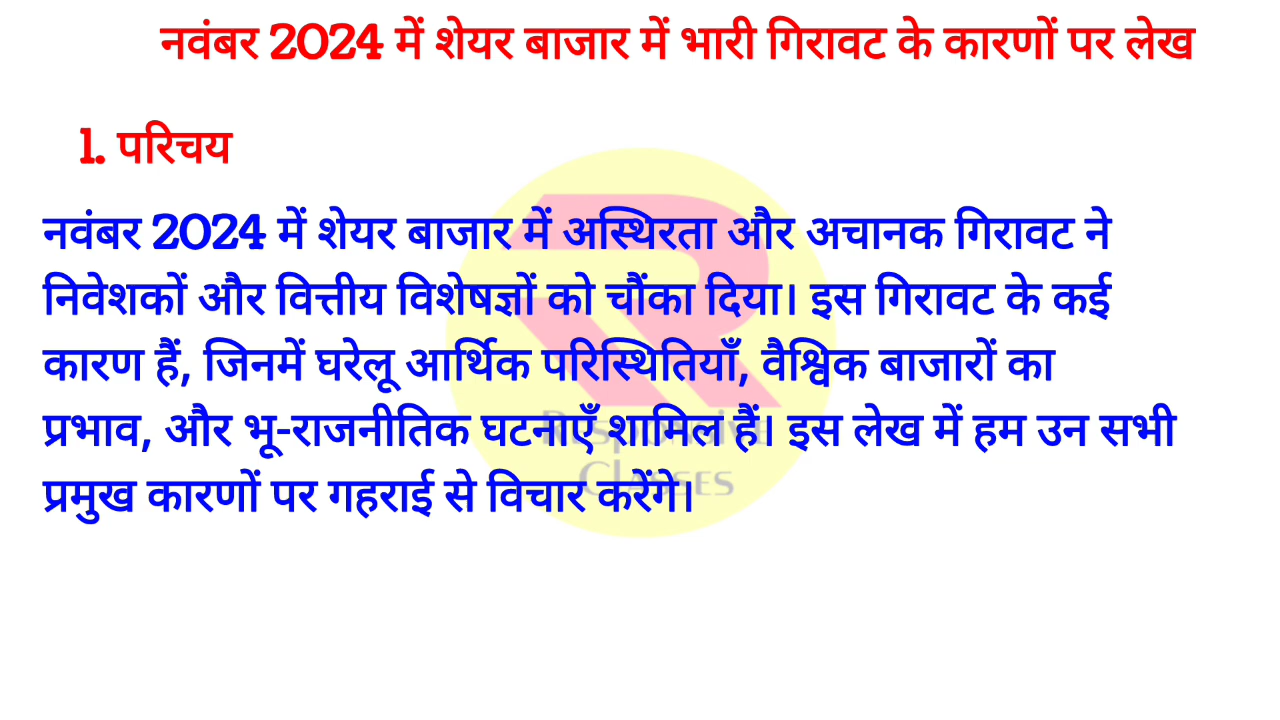 नवंबर 2024 में शेयर बाजार में भारी गिरावट के कारणों पर लेख
1. परिचय
नवंबर 2024 में शेयर बाजार में अस्थिरता और अचानक गिरावट ने
निवेशकों और वित्तीय विशेषज्ञों को चौंका दिया। इस गिरावट के कई
कारण हैं, जिनमें घरेलू आर्थिक परिस्थितियाँ, वैश्विक बाजारों का
प्रभाव, और भू-राजनीतिक घटनाएँ शामिल हैं। इस लेख में हम उन सभी
प्रमुख कारणों पर गहराई से विचार करेंगे।
Responsive
Classes